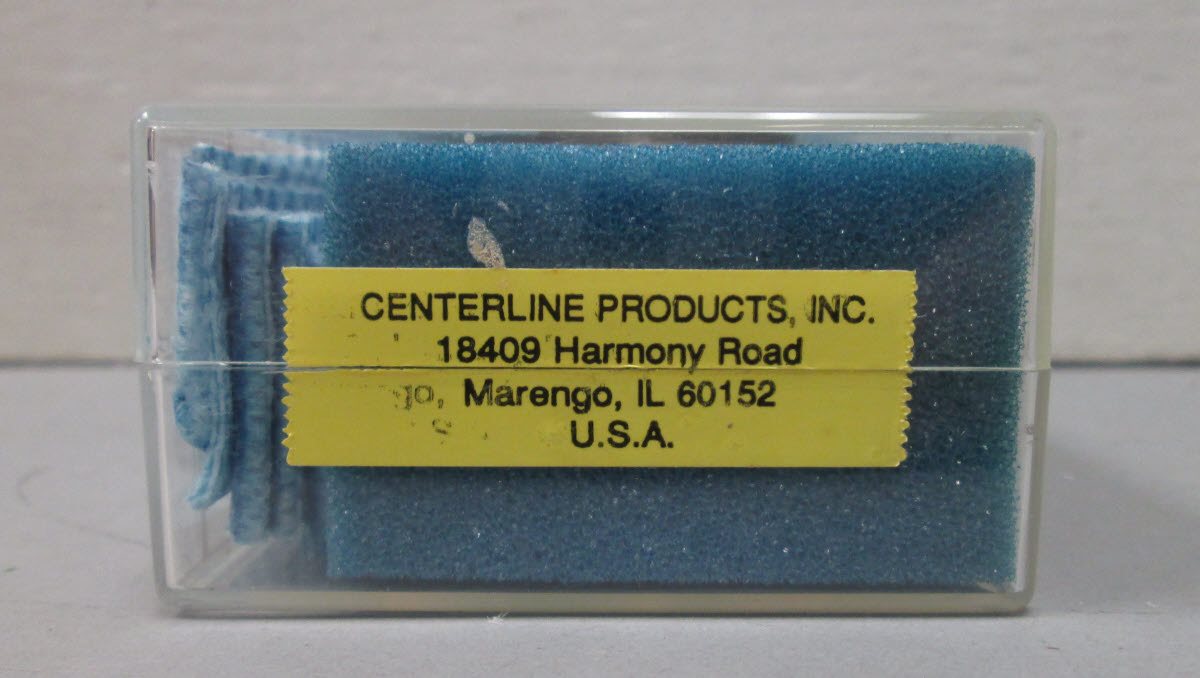 CENTERLINE PRODUCTS, INC.
18409 Harmony Road
Marengo, IL 60152
U.S.A.